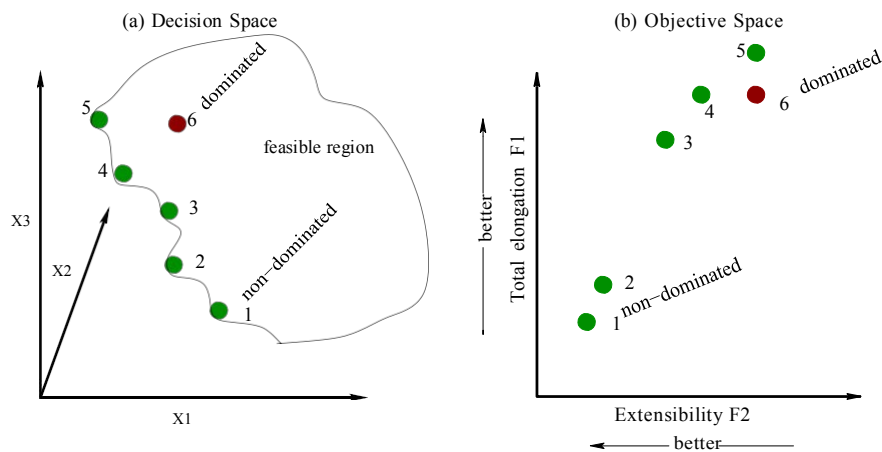 (a) Decision Space
5
6
dominated
4
3
2
1
feasible region
non-dominated
X3
X2
X1
(b) Objective Space
5
4
6
dominated
3
2
1
non-dominated
better
Total elongation F1
Extensibility F2
better